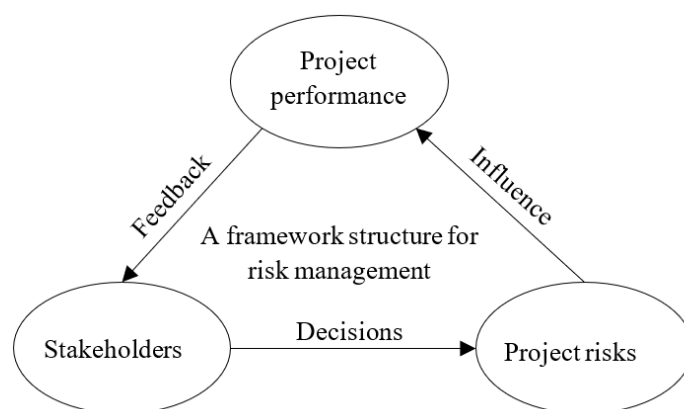 Project
performance
Feedback
Influence
A framework structure for
risk management
Stakeholders
Decisions
Project risks